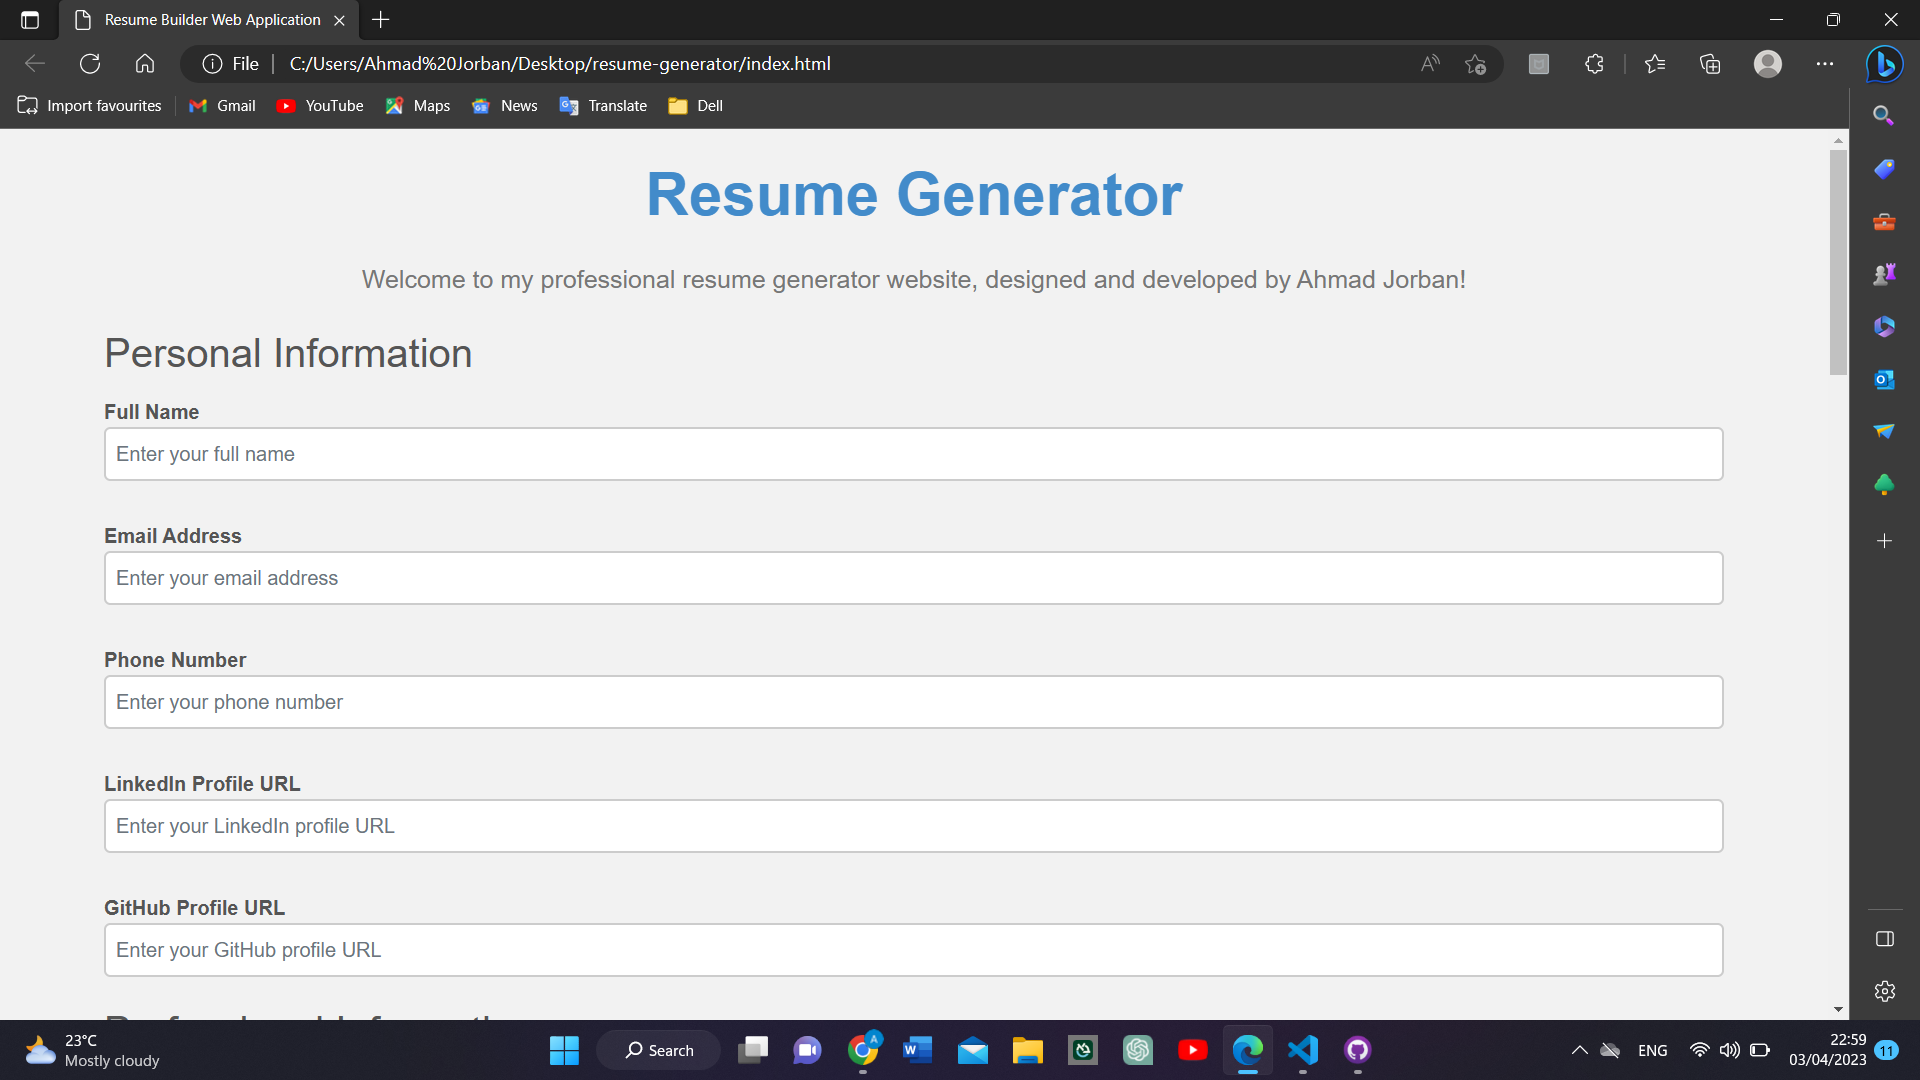 Resume Builder Web Application
File
C:/Users/Ahmad%20Jorban/Desktop/resume-generator/index.html
Import favourites
Gmail
YouTube
Maps
News
Translate
Dell
Resume Generator
Welcome to my professional resume generator website, designed and developed by Ahmad Jorban!
Personal Information
Full Name
Enter your full name
Email Address
Enter your email address
Phone Number
Enter your phone number
LinkedIn Profile URL
Enter your LinkedIn profile URL
GitHub Profile URL
Enter your GitHub profile URL
23°C
Mostly cloudy
Search
A
ENG
22:59
03/04/2023
11